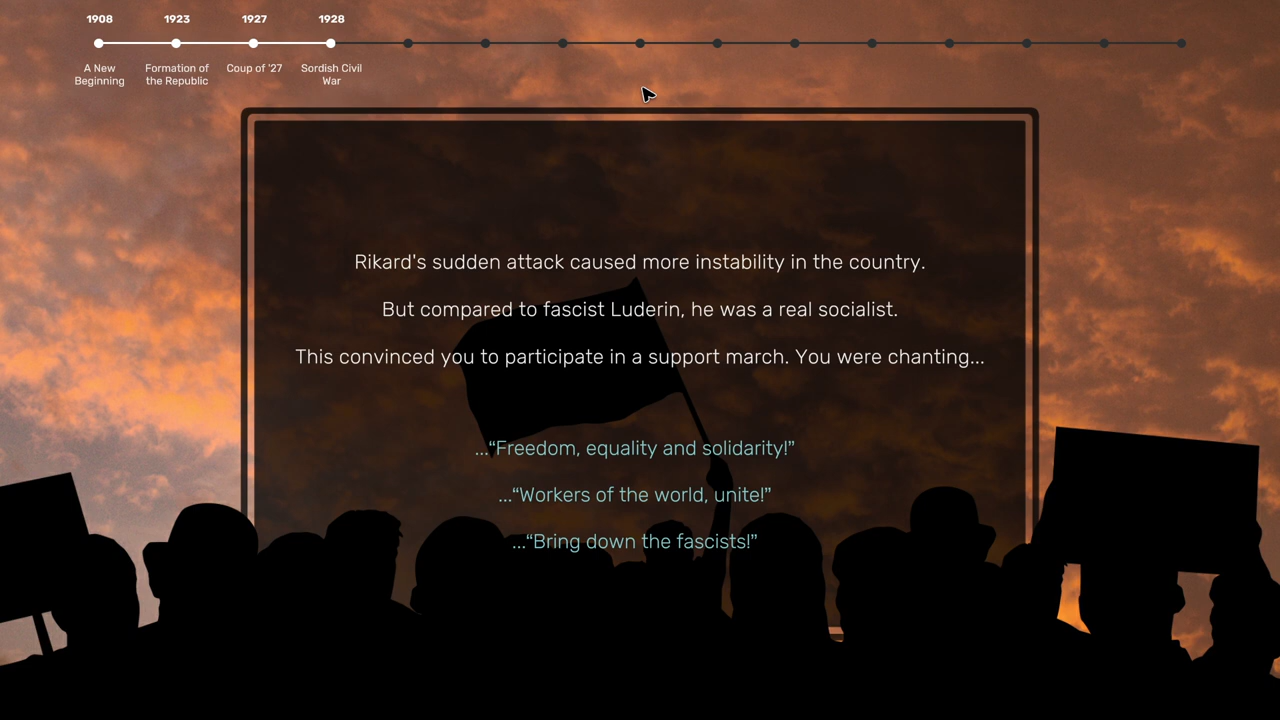 1908
1923
1927
1928
A New
Beginning
Formation of
the Republic
Coup of '27
Sordish Civil
War
Rikard's sudden attack caused more instability in the country.
But compared to fascist Luderin, he was a real socialist.
This convinced you to participate in a support march. You were chanting...
...“Freedom, equality and solidarity!”
...“Workers of the world, unite!”
...“Bring down the fascists!”